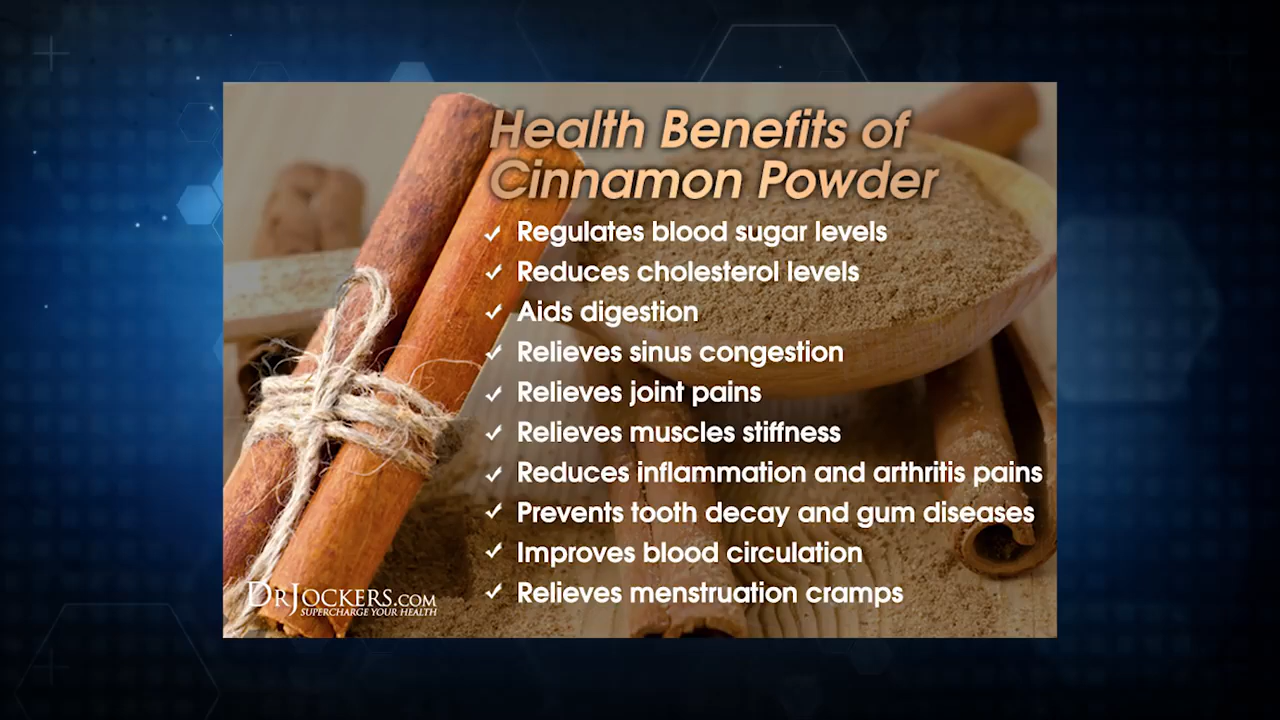 Health Benefits of
Cinnamon Powder
Regulates blood sugar levels
Reduces cholesterol levels
Aids digestion
Relieves sinus congestion
Relieves joint pains
Relieves muscles stiffness
Reduces inflammation and arthritis pains
Prevents tooth decay and gum diseases
Improves blood circulation
Relieves menstruation cramps
DRJOCKERS.COM
SUPERCHARGE YOUR HEALTH